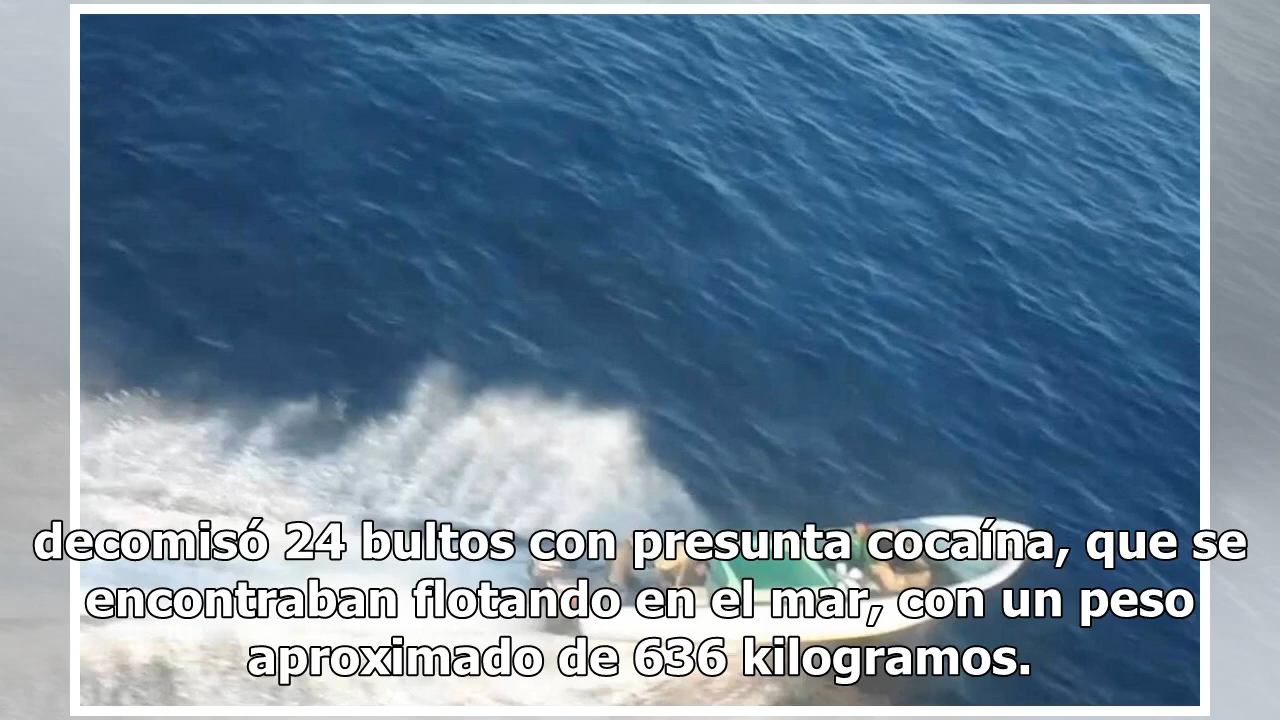 decomisó 24 bultos con presunta cocaína, que se
encontraban flotando en el mar, con un peso
aproximado de 636 kilogramos.